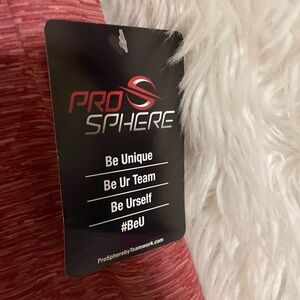 PRO
SPHERE
Be Unique
Be Ur Team
Be Urself
#BeU
ProSpherebyTeamwork.com